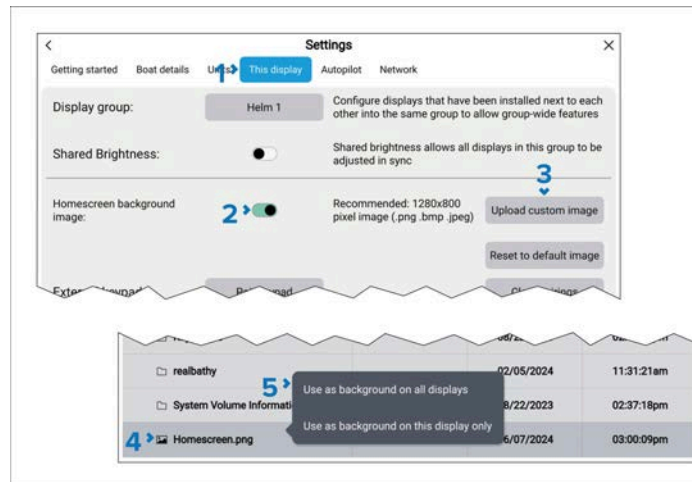 Settings
Getting started Boat details Units This display Autopilot Network
1
Display group: Helm 1 Configure displays that have been installed next to each
other into the same group to allow group-wide features
Shared Brightness: Shared brightness allows all displays in this group to be
adjusted in sync
3
Homescreen background
image:
2
Recommended: 1280x800
pixel image (.png .bmp .jpeg)
Upload custom image
Reset to default image
realbathy 02/05/2024 11:31:21am
5
Use as background on all displays
System Volume Informati 8/22/2023 02:37:18pm
Use as background on this display only
4 Homescreen.png 6/07/2024 03:00:09pm